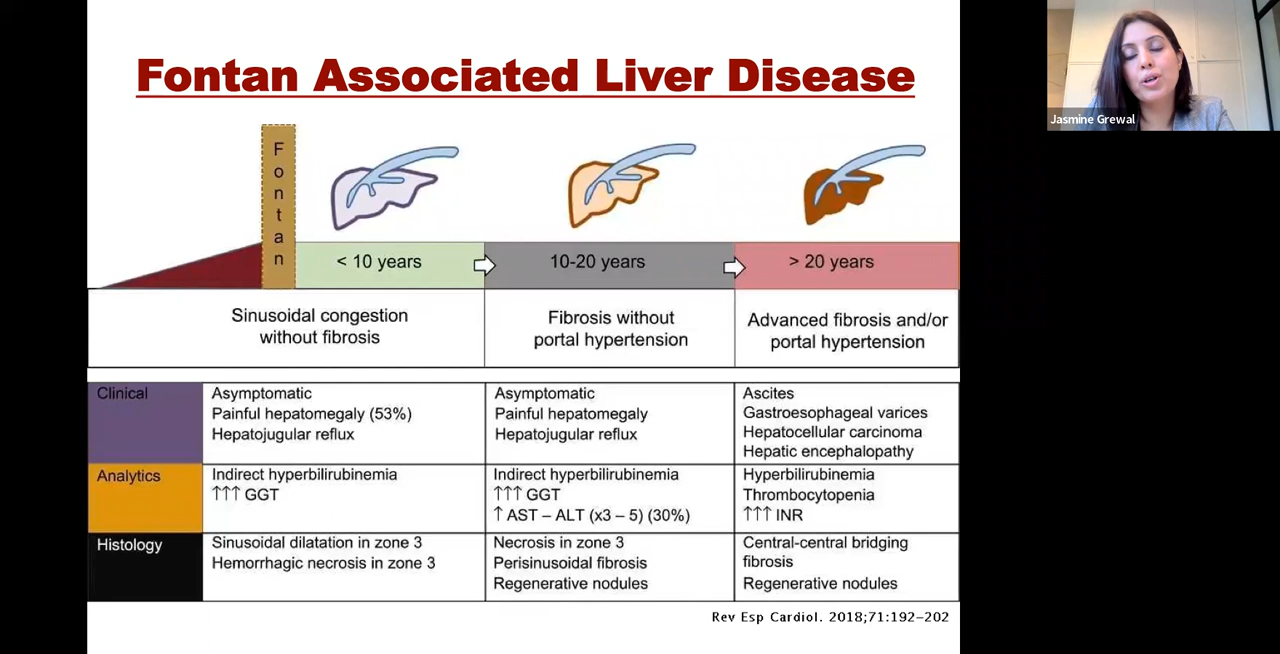 Fontan Associated Liver Disease
Jasmine Grewal
Fontan
< 10 years
10-20 years
> 20 years
Sinusoidal congestion
without fibrosis
Fibrosis without
portal hypertension
Advanced fibrosis and/or
portal hypertension
Clinical
Asymptomatic
Painful hepatomegaly (53%)
Hepatojugular reflux
Asymptomatic
Painful hepatomegaly
Hepatojugular reflux
Ascites
Gastroesophageal varices
Hepatocellular carcinoma
Hepatic encephalopathy
Analytics
Indirect hyperbilirubinemia
↑↑↑ GGT
Indirect hyperbilirubinemia
↑↑↑ GGT
↑ AST – ALT (x3 – 5) (30%)
Hyperbilirubinemia
Thrombocytopenia
↑↑↑ INR
Histology
Sinusoidal dilatation in zone 3
Hemorrhagic necrosis in zone 3
Necrosis in zone 3
Perisinusoidal fibrosis
Regenerative nodules
Central-central bridging
fibrosis
Regenerative nodules
Rev Esp Cardiol. 2018;71:192–202